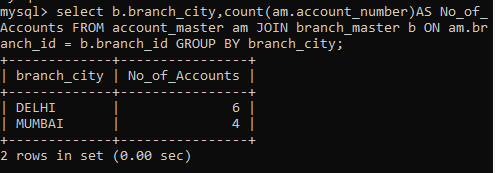 mysql> select b.branch_city,count(am.account_number)AS No_of_
Accounts FROM account_master am JOIN branch_master b ON am.br
anch_id = b.branch_id GROUP BY branch_city;
+-------------+----------------+
| branch_city | No_of_Accounts |
+-------------+----------------+
| DELHI       |              6 |
| MUMBAI      |              4 |
+-------------+----------------+
2 rows in set (0.00 sec)